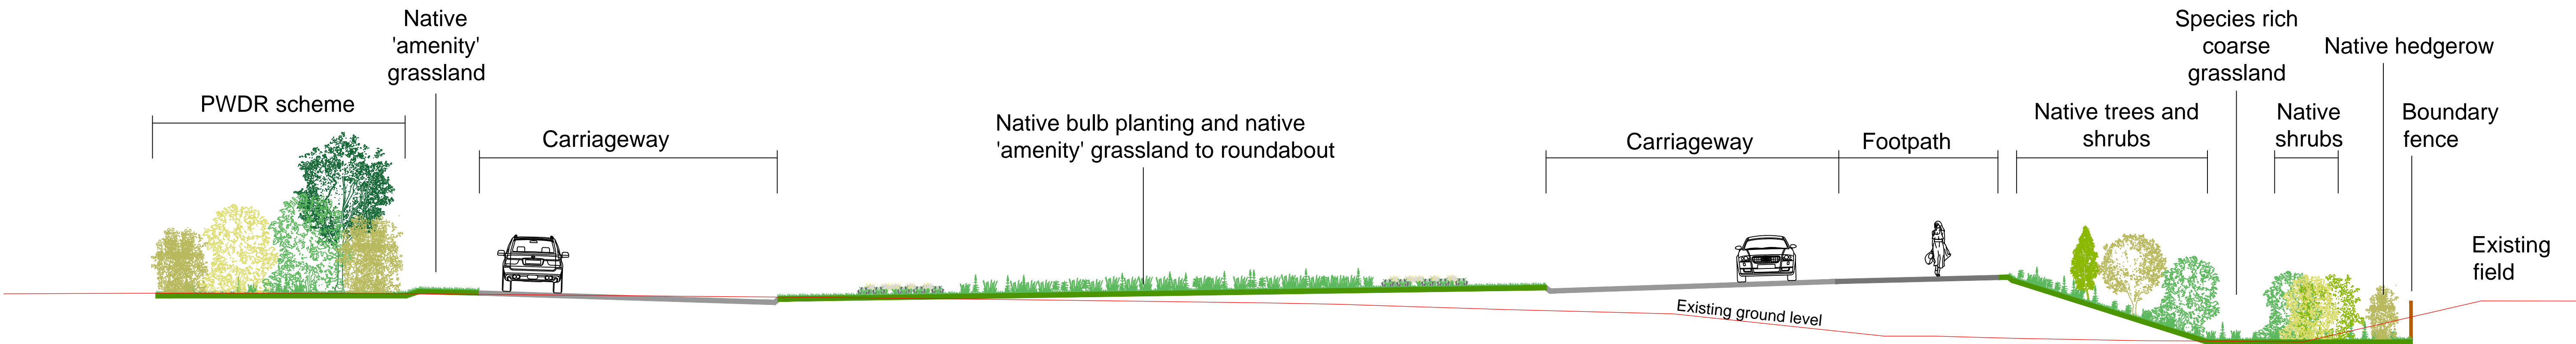 PWDR scheme
Native
'amenity'
grassland
Carriageway
Native bulb planting and native
'amenity' grassland to roundabout
Carriageway
Footpath
Native trees and
shrubs
Species rich
coarse
grassland
Native
shrubs
Native hedgerow
Boundary
fence
Existing
field
Existing ground level